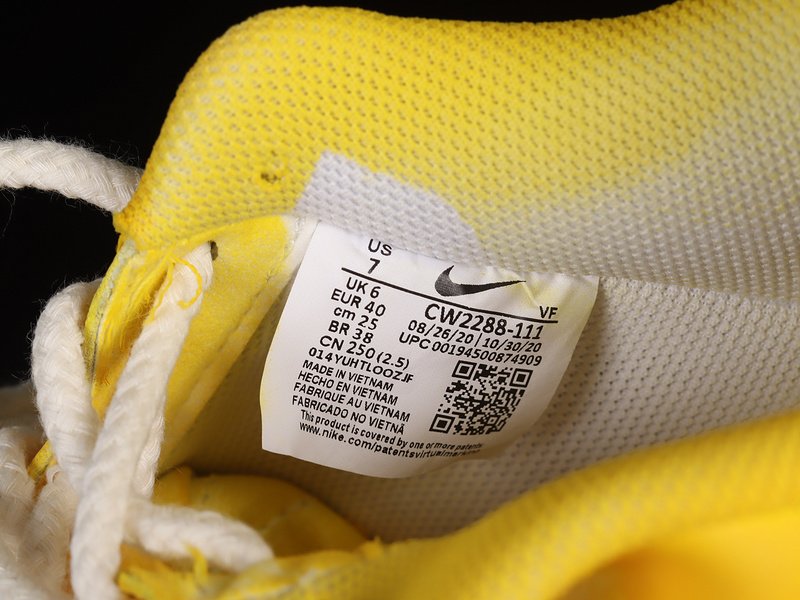 US
7
UK 6
EUR 40
cm 25
BR 38
CN 250 (2.5)
014YUHTLOOZJF
VF
CW2288-111
08/26/20 | 10/30/20
UPC 00194500874909
MADE IN VIETNAM
HECHO EN VIETNAM
FABRIQUE AU VIETNAM
FABRICADO NO VIETNÃ
This product is covered by one or more patents.
www.nike.com/patentsvirtualmarking